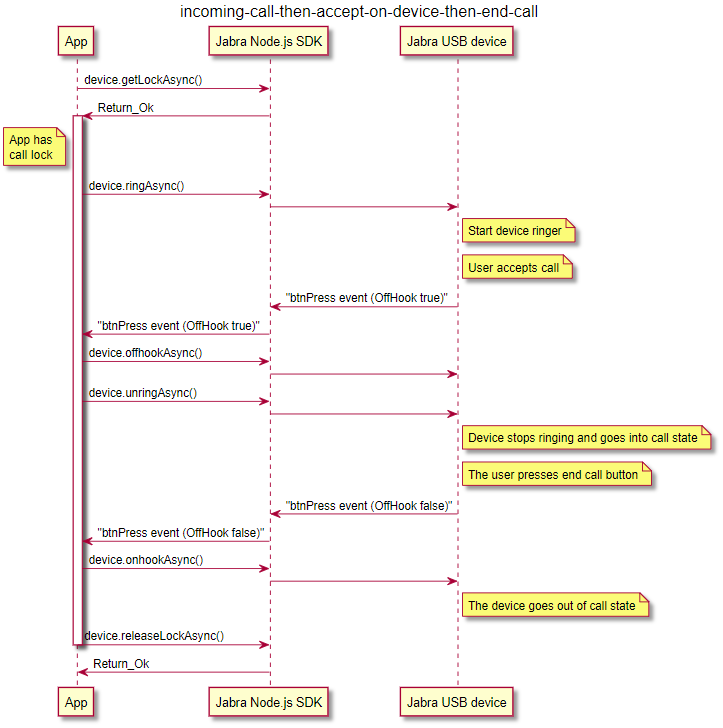 incoming-call-then-accept-on-device-then-end-call
App
Jabra Node.js SDK
Jabra USB device
device.getLockAsync()
Return_Ok
App has
call lock
device.ringAsync()
Start device ringer
User accepts call
"btnPress event (OffHook true)"
"btnPress event (OffHook true)"
device.offhookAsync()
device.unringAsync()
Device stops ringing and goes into call state
The user presses end call button
"btnPress event (OffHook false)"
"btnPress event (OffHook false)"
device.onhookAsync()
The device goes out of call state
device.releaseLockAsync()
Return_Ok
App
Jabra Node.js SDK
Jabra USB device